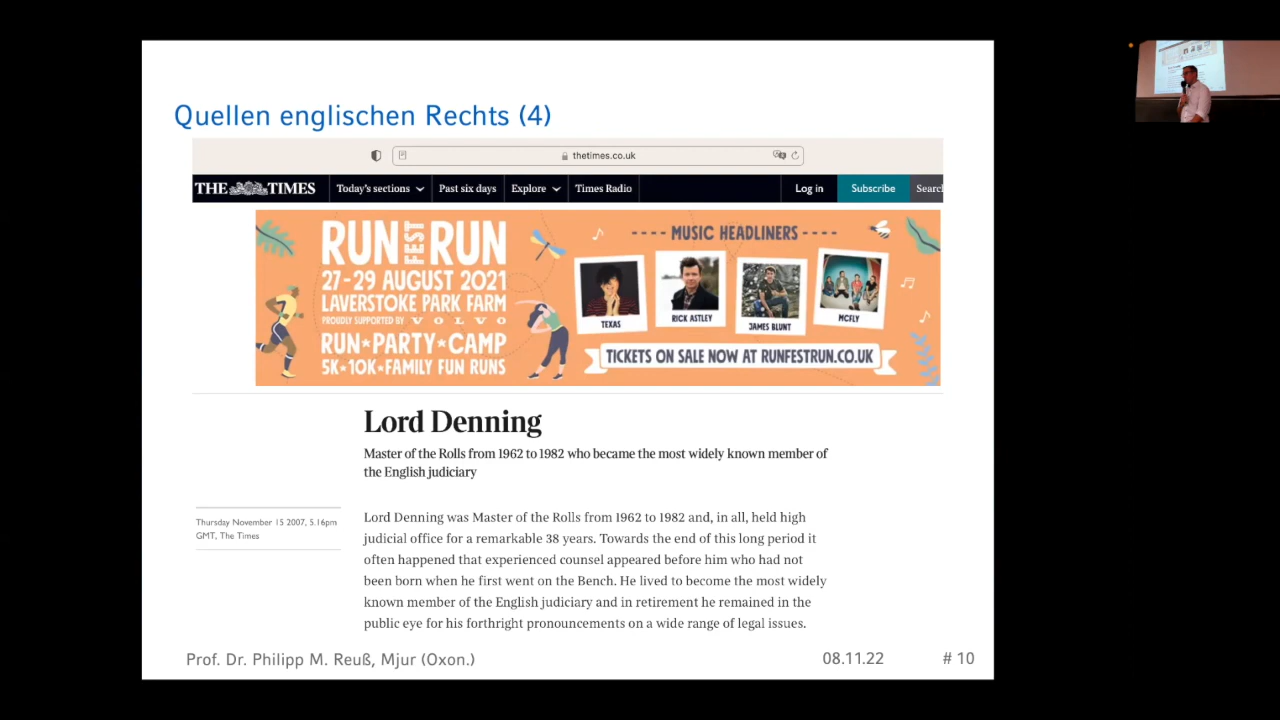 Quellen englischen Rechts (4)
thetimes.co.uk
THE TIMES
Today's sections
Past six days
Explore
Times Radio
Log in
Subscribe
Search
RUN FEST RUN
27-29 AUGUST 2021
LAVERSTOKE PARK FARM
PROUDLY SUPPORTED BY VOLVO
RUN★PARTY★CAMP
5K★10K★FAMILY FUN RUNS
---- MUSIC HEADLINERS ----
TEXAS
RICK ASTLEY
JAMES BLUNT
MCFLY
TICKETS ON SALE NOW AT RUNFESTRUN.CO.UK
Lord Denning
Master of the Rolls from 1962 to 1982 who became the most widely known member of
the English judiciary
Thursday November 15 2007, 5.16pm
GMT, The Times
Lord Denning was Master of the Rolls from 1962 to 1982 and, in all, held high
judicial office for a remarkable 38 years. Towards the end of this long period it
often happened that experienced counsel appeared before him who had not
been born when he first went on the Bench. He lived to become the most widely
known member of the English judiciary and in retirement he remained in the
public eye for his forthright pronouncements on a wide range of legal issues.
Prof. Dr. Philipp M. Reuß, Mjur (Oxon.)
08.11.22
# 10